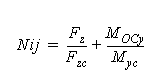 Nij = F_z / F_zc + M_OCy / M_yc